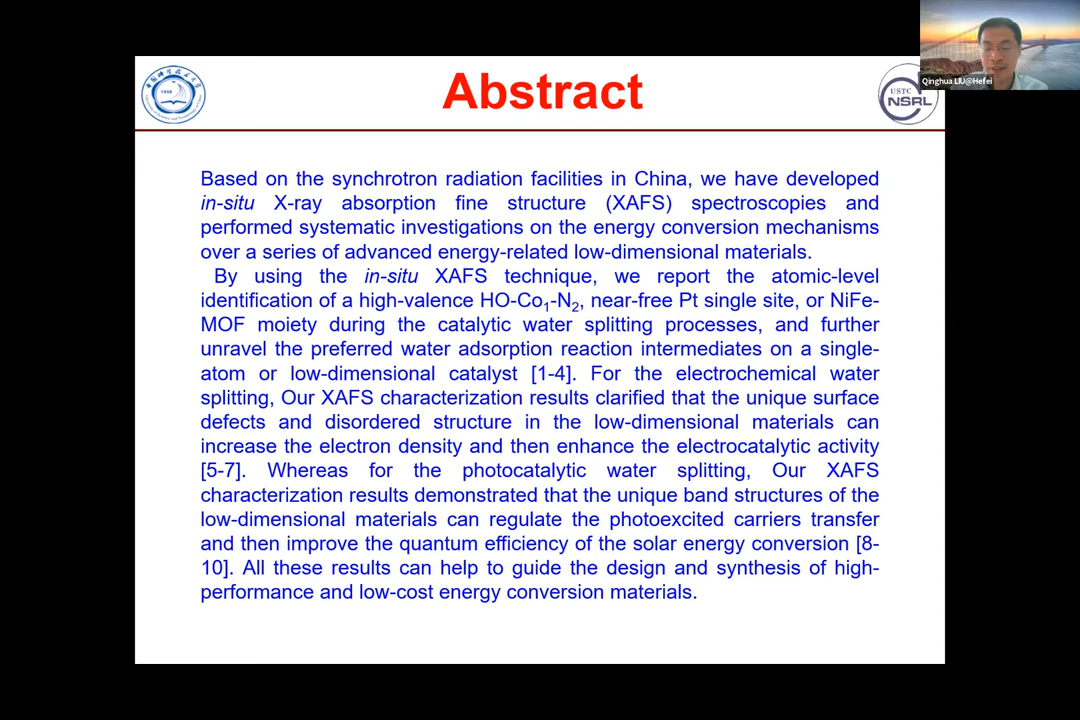 Abstract
USTC
NSRL
Qinghua LIU@Hefei
Based on the synchrotron radiation facilities in China, we have developed
in-situ X-ray absorption fine structure (XAFS) spectroscopies and
performed systematic investigations on the energy conversion mechanisms
over a series of advanced energy-related low-dimensional materials.
By using the in-situ XAFS technique, we report the atomic-level
identification of a high-valence HO-Co₁-N₂, near-free Pt single site, or NiFe-
MOF moiety during the catalytic water splitting processes, and further
unravel the preferred water adsorption reaction intermediates on a single-
atom or low-dimensional catalyst [1-4]. For the electrochemical water
splitting, Our XAFS characterization results clarified that the unique surface
defects and disordered structure in the low-dimensional materials can
increase the electron density and then enhance the electrocatalytic activity
[5-7]. Whereas for the photocatalytic water splitting, Our XAFS
characterization results demonstrated that the unique band structures of the
low-dimensional materials can regulate the photoexcited carriers transfer
and then improve the quantum efficiency of the solar energy conversion [8-
10]. All these results can help to guide the design and synthesis of high-
performance and low-cost energy conversion materials.